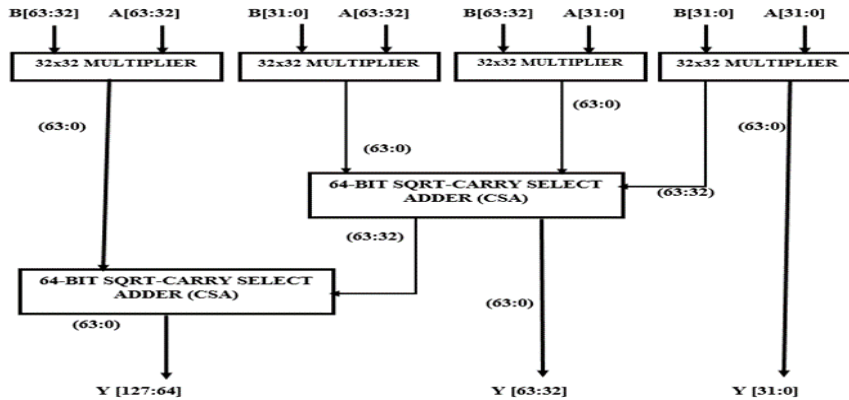 B[63:32] A[63:32] B[31:0] A[63:32] B[63:32] A[31:0] B[31:0] A[31:0]
32x32 MULTIPLIER 32x32 MULTIPLIER 32x32 MULTIPLIER 32x32 MULTIPLIER
(63:0) (63:0) (63:0)
(63:0)
64-BIT SQRT-CARRY SELECT
ADDER (CSA)
(63:32)
(63:32)
64-BIT SQRT-CARRY SELECT
ADDER (CSA)
(63:0)
(63:0)
Y [127:64] Y [63:32] Y [31:0]